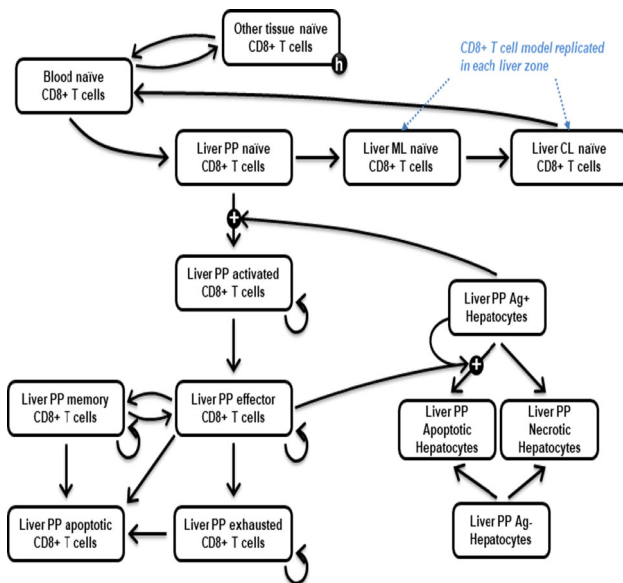 Other tissue naïve
CD8+ T cells
h
CD8+ T cell model replicated
in each liver zone
Blood naïve
CD8+ T cells
Liver PP naïve
CD8+ T cells
Liver ML naïve
CD8+ T cells
Liver CL naïve
CD8+ T cells
+
Liver PP activated
CD8+ T cells
Liver PP Ag+
Hepatocytes
+
Liver PP memory
CD8+ T cells
Liver PP effector
CD8+ T cells
Liver PP
Apoptotic
Hepatocytes
Liver PP
Necrotic
Hepatocytes
Liver PP apoptotic
CD8+ T cells
Liver PP exhausted
CD8+ T cells
Liver PP Ag-
Hepatocytes